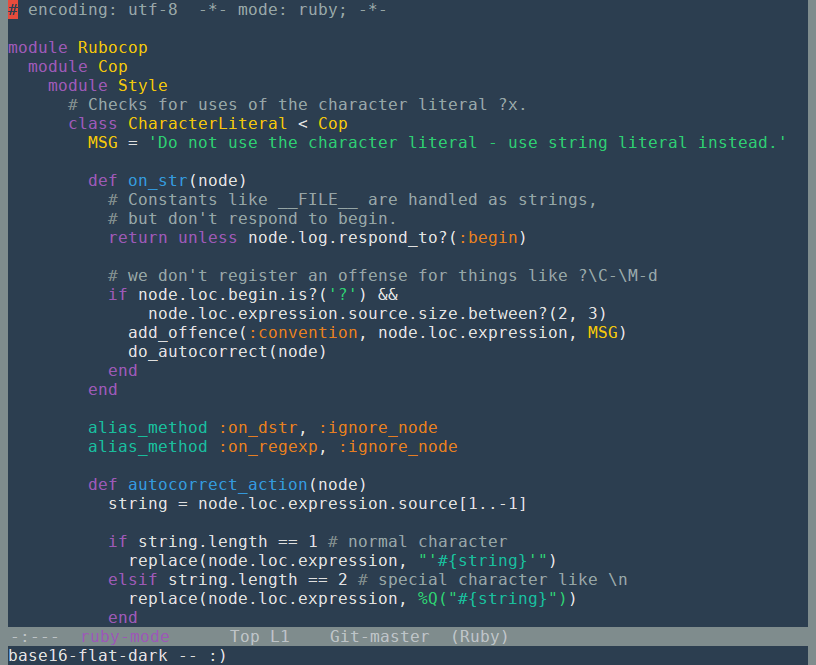 # encoding: utf-8  -*- mode: ruby; -*-

module Rubocop
  module Cop
    module Style
      # Checks for uses of the character literal ?x.
      class CharacterLiteral < Cop
        MSG = 'Do not use the character literal - use string literal instead.'

        def on_str(node)
          # Constants like __FILE__ are handled as strings,
          # but don't respond to begin.
          return unless node.log.respond_to?(:begin)

          # we don't register an offense for things like ?\C-\M-d
          if node.loc.begin.is?('?') &&
              node.loc.expression.source.size.between?(2, 3)
            add_offence(:convention, node.loc.expression, MSG)
            do_autocorrect(node)
          end
        end

        alias_method :on_dstr, :ignore_node
        alias_method :on_regexp, :ignore_node

        def autocorrect_action(node)
          string = node.loc.expression.source[1..-1]

          if string.length == 1 # normal character
            replace(node.loc.expression, "'#{string}'")
          elsif string.length == 2 # special character like \n
            replace(node.loc.expression, %Q("#{string}"))
          end
-:---  ruby-mode      Top L1    Git-master  (Ruby)
base16-flat-dark -- :)